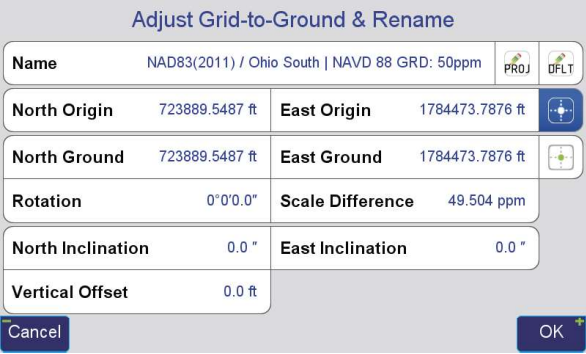 Adjust Grid-to-Ground & Rename
Name NAD83(2011) / Ohio South | NAVD 88 GRD: 50ppm PROJ DFLT
North Origin 723889.5487 ft East Origin 1784473.7876 ft
North Ground 723889.5487 ft East Ground 1784473.7876 ft
Rotation 0°0'0.0" Scale Difference 49.504 ppm
North Inclination 0.0 " East Inclination 0.0 "
Vertical Offset 0.0 ft
Cancel OK